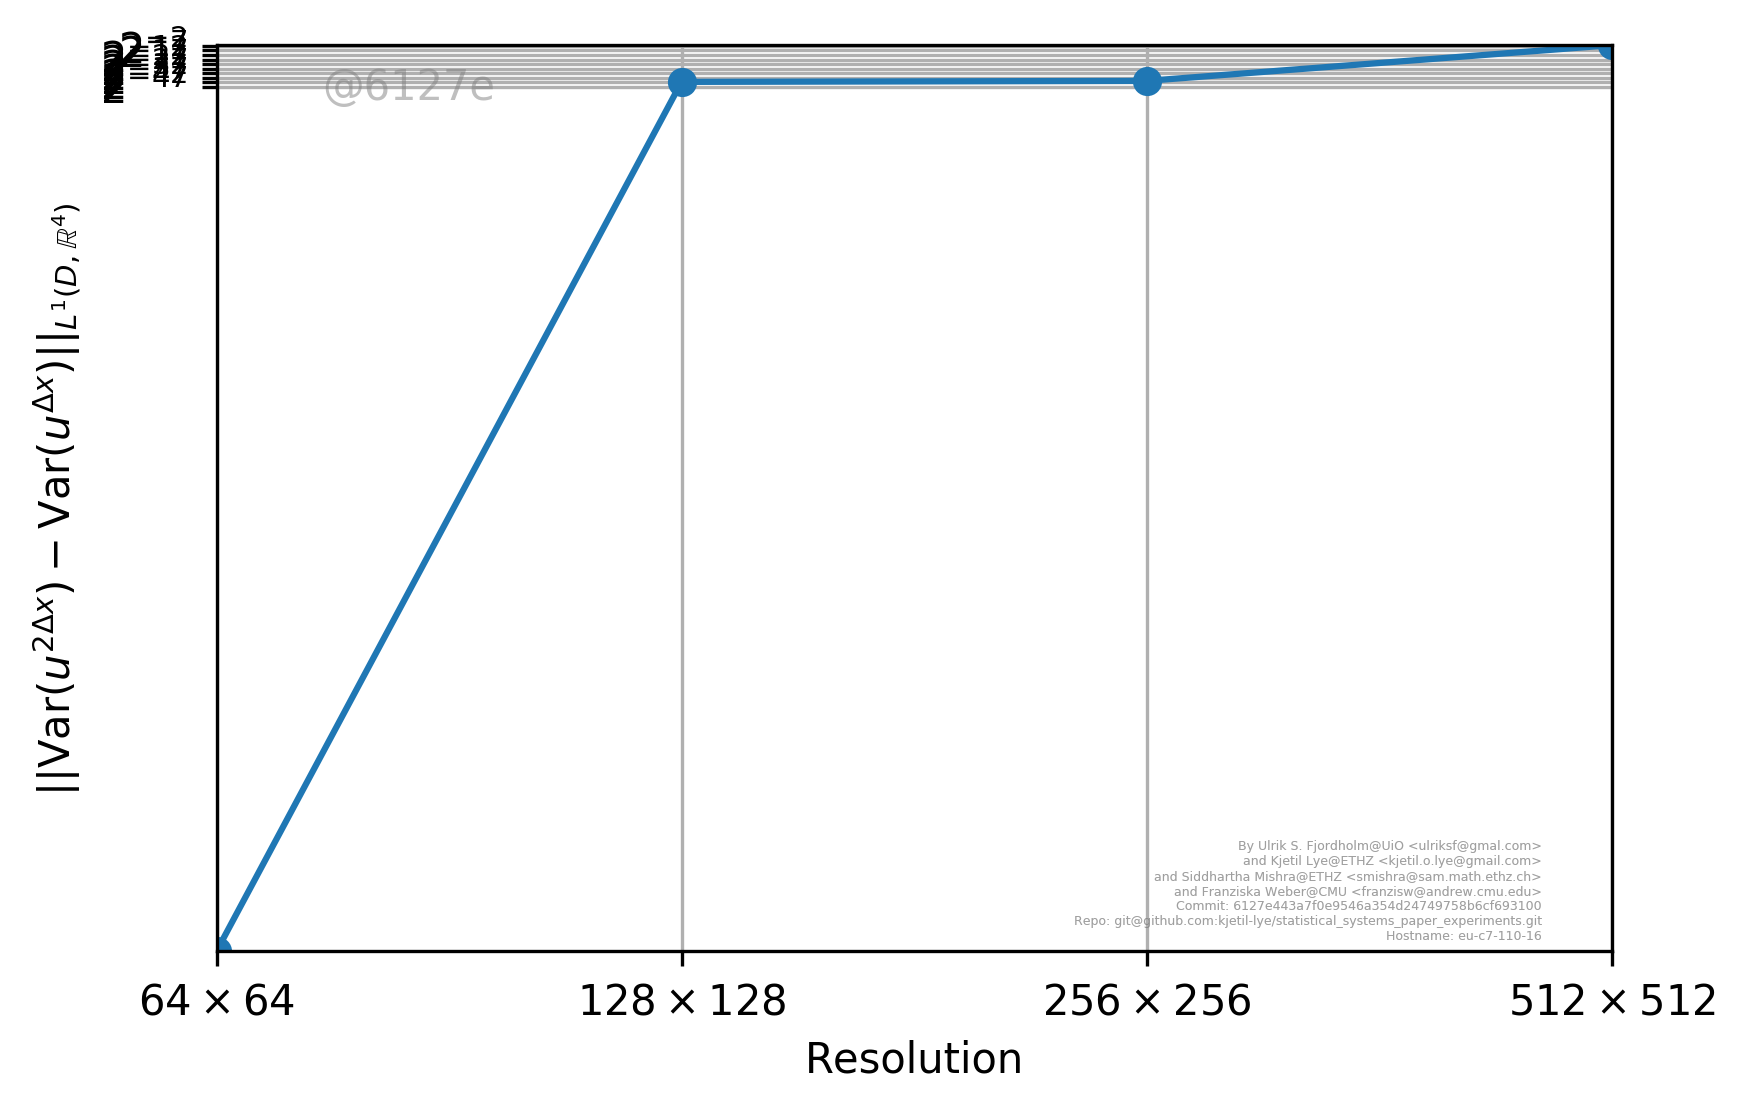 @6127e
||Var(u^{2Δx}) − Var(u^{Δx})||_{L^1(D, ℝ^4)}
By Ulrik S. Fjordholm@UiO <ulriksf@gmal.com>
and Kjetil Lye@ETHZ <kjetil.o.lye@gmail.com>
and Siddhartha Mishra@ETHZ <smishra@sam.math.ethz.ch>
and Franziska Weber@CMU <franzisw@andrew.cmu.edu>
Commit: 6127e443a7f0e9546a354d24749758b6cf693100
Repo: git@github.com:kjetil-lye/statistical_systems_paper_experiments.git
Hostname: eu-c7-110-16
64 × 64 128 × 128 256 × 256 512 × 512
Resolution